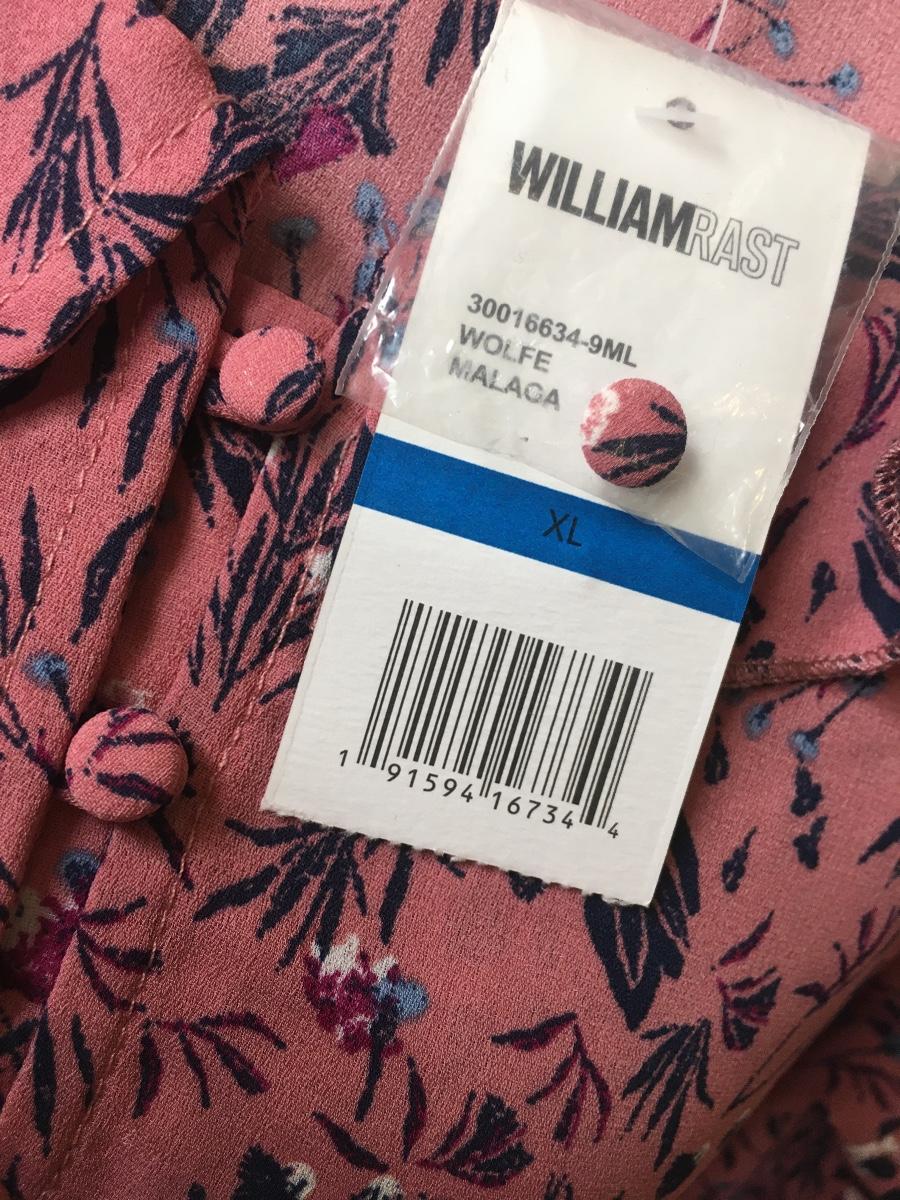 WILLIAMRAST
30016634-9ML
WOLFE
MALAGA
XL
1 91594 16734 4